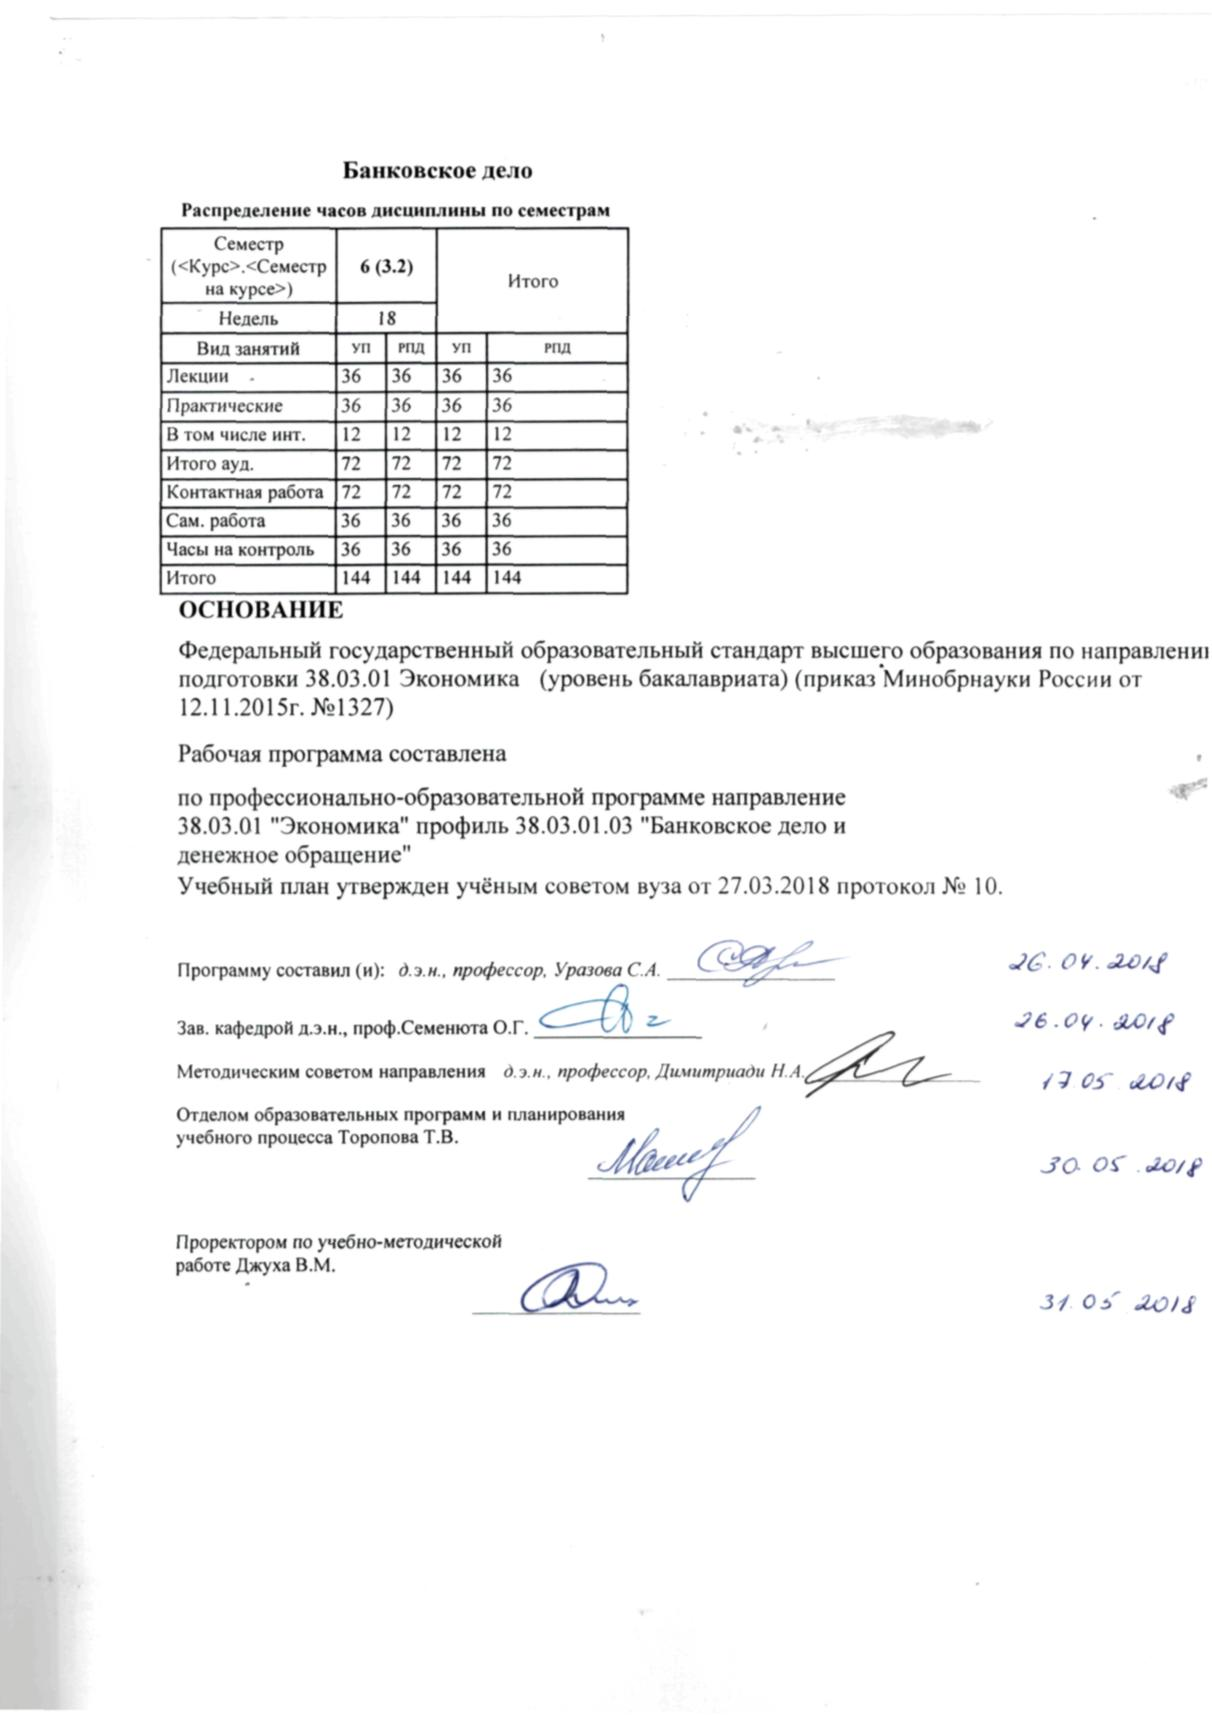 Банковское дело
Распределение часов дисциплины по семестрам
Семестр (<Курс>.<Семестр на курсе>) 6 (3.2) Итого
Недель 18
Вид занятий УП РПД УП РПД
Лекции 36 36 36 36
Практические 36 36 36 36
В том числе инт. 12 12 12 12
Итого ауд. 72 72 72 72
Контактная работа 72 72 72 72
Сам. работа 36 36 36 36
Часы на контроль 36 36 36 36
Итого 144 144 144 144
ОСНОВАНИЕ
Федеральный государственный образовательный стандарт высшего образования по направлени
подготовки 38.03.01 Экономика (уровень бакалавриата) (приказ Минобрнауки России от
12.11.2015г. №1327)
Рабочая программа составлена
по профессионально-образовательной программе направление
38.03.01 "Экономика" профиль 38.03.01.03 "Банковское дело и
денежное обращение"
Учебный план утвержден учёным советом вуза от 27.03.2018 протокол № 10.
Программу составил (и): д.э.н., профессор, Уразова С.А. 26.04.2018
Зав. кафедрой д.э.н., проф.Семенюта О.Г. 26.04.2018
Методическим советом направления д.э.н., профессор, Димитриади Н.А. 17.05 2018
Отделом образовательных программ и планирования
учебного процесса Торопова Т.В.
30.05.2018
Проректором по учебно-методической
работе Джуха В.М.
31.05 2018